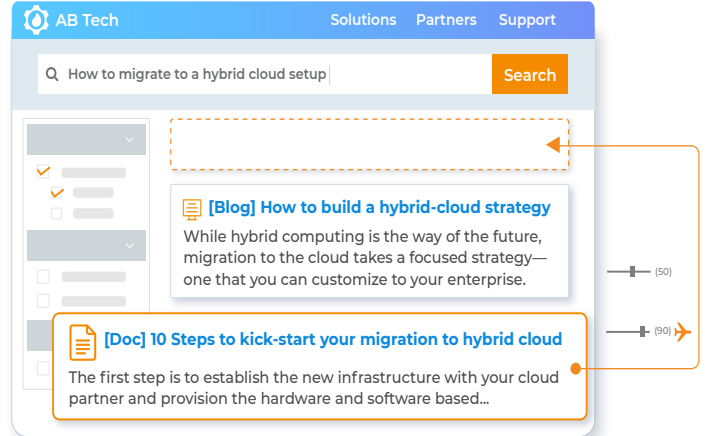 AB Tech
Solutions Partners Support
How to migrate to a hybrid cloud setup
Search
[Blog] How to build a hybrid-cloud strategy
While hybrid computing is the way of the future,
migration to the cloud takes a focused strategy—
one that you can customize to your enterprise.
(50)
(90)
[Doc] 10 Steps to kick-start your migration to hybrid cloud
The first step is to establish the new infrastructure with your cloud
partner and provision the hardware and software based...